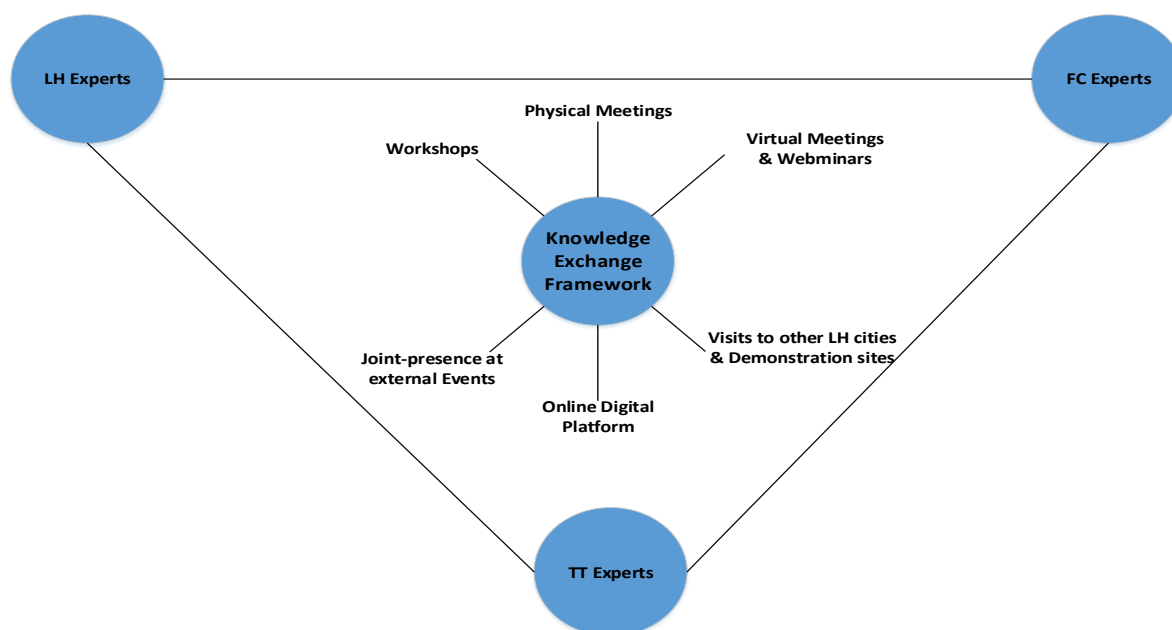 LH Experts
FC Experts
Physical Meetings
Workshops
Virtual Meetings
& Webminars
Knowledge
Exchange
Framework
Visits to other LH cities
& Demonstration sites
Joint-presence at
external Events
Online Digital
Platform
TT Experts